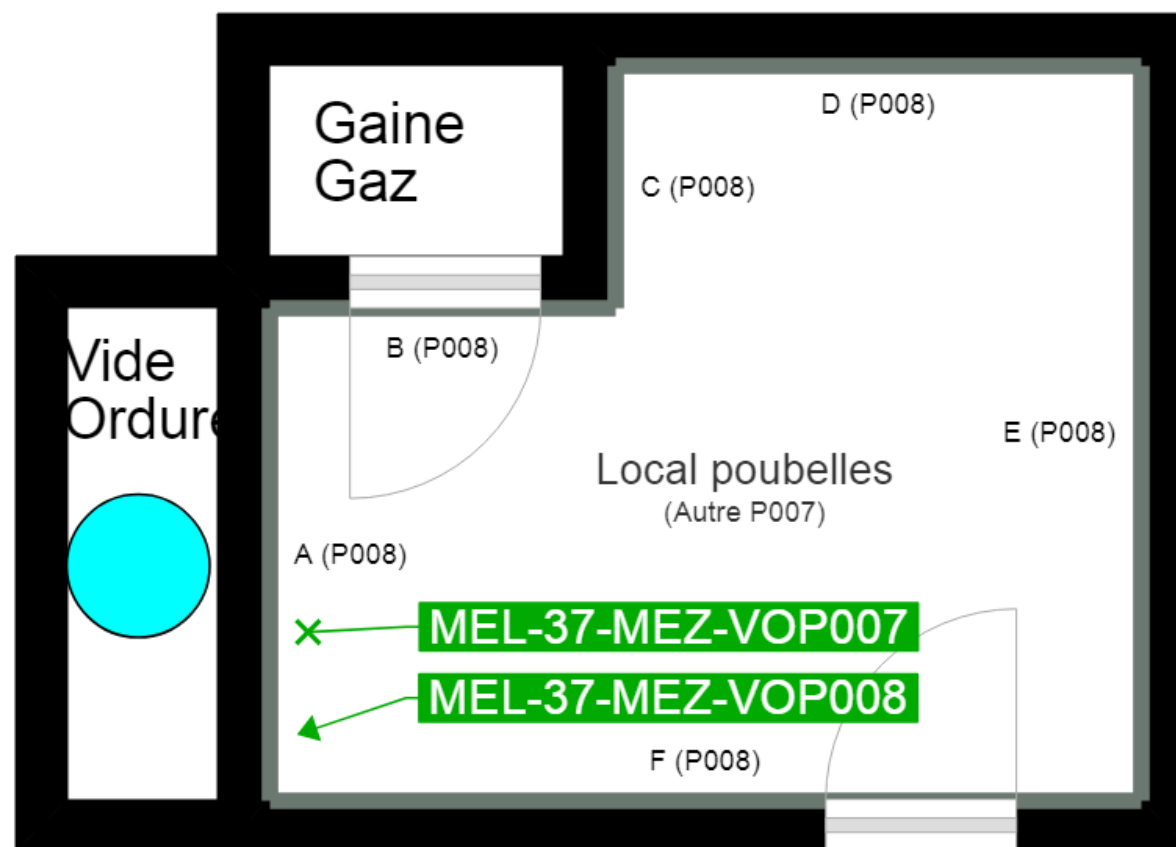 Gaine
Gaz
D (P008)
C (P008)
Vide
Ordure
B (P008)
E (P008)
Local poubelles
(Autre P007)
A (P008)
MEL-37-MEZ-VOP007
MEL-37-MEZ-VOP008
F (P008)